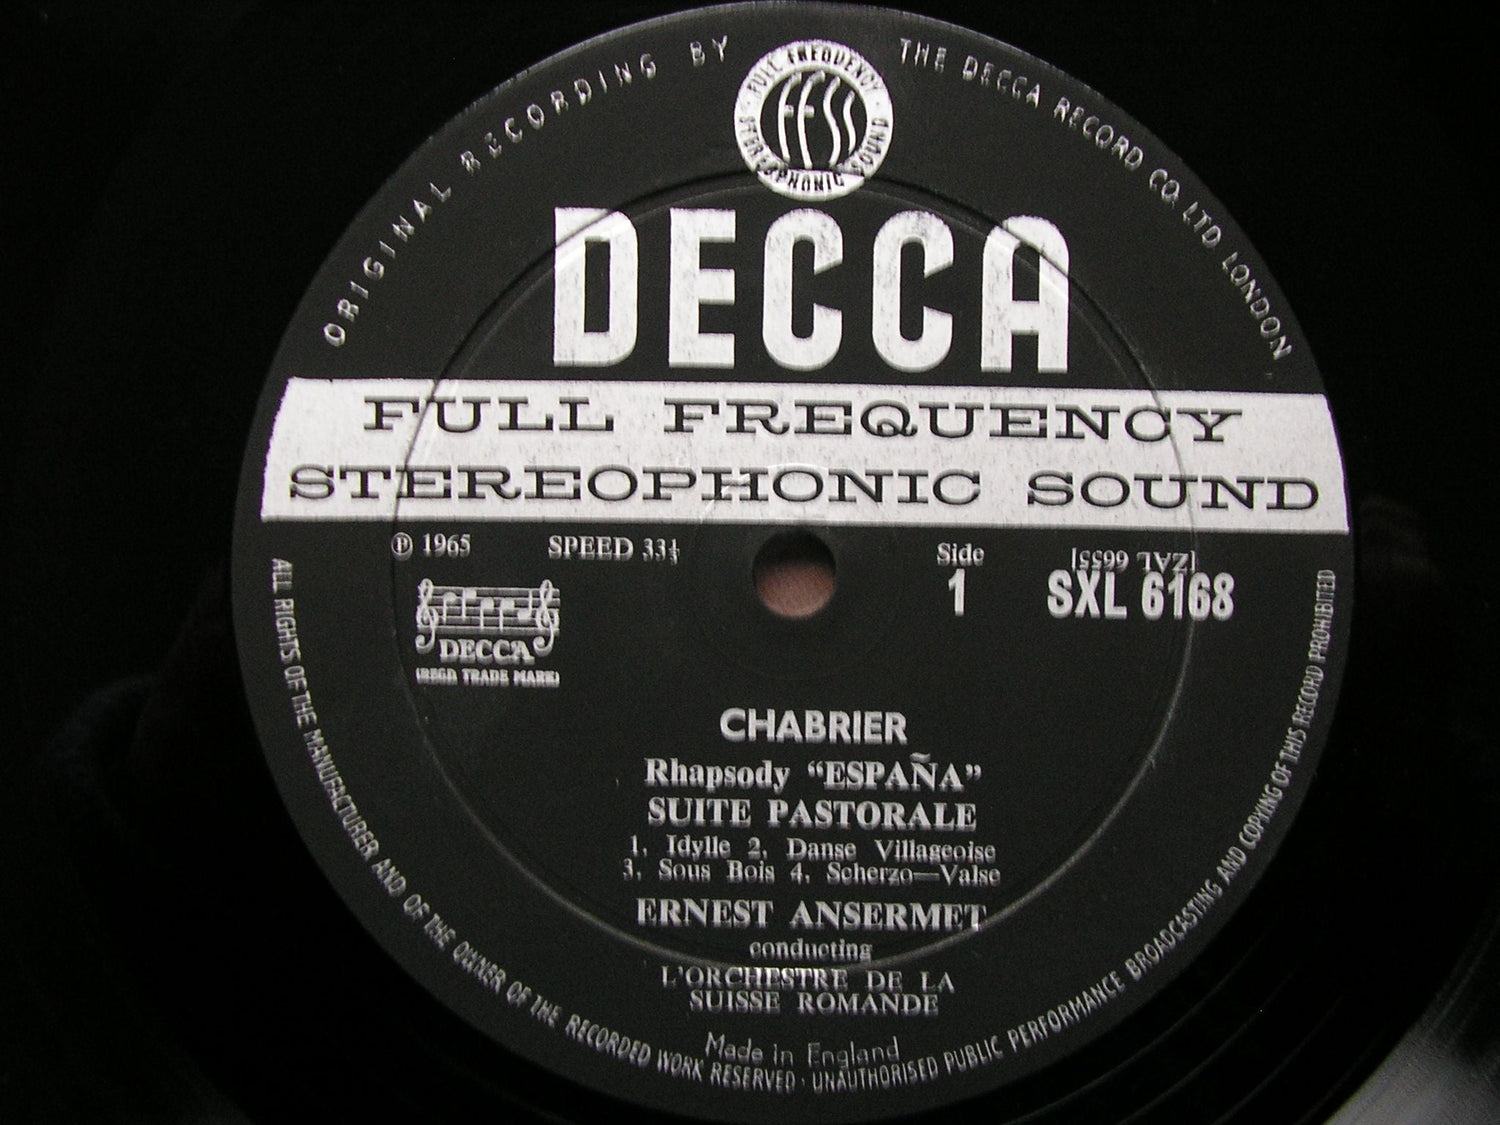 ORIGINAL RECORDING BY THE DECCA RECORD CO. LTD LONDON
FULL FREQUENCY
FFSS
STEREOPHONIC SOUND
DECCA
FULL FREQUENCY
STEREOPHONIC SOUND
Ⓟ 1965 SPEED 33⅓
Side
1
[ZAL 6655]
SXL 6168
DECCA
(REGD TRADE MARK)
CHABRIER
Rhapsody “ESPAÑA”
SUITE PASTORALE
1. Idylle 2. Danse Villageoise
3. Sous Bois 4. Scherzo—Valse
ERNEST ANSERMET
conducting
L'ORCHESTRE DE LA
SUISSE ROMANDE
Made in England
ALL RIGHTS OF THE MANUFACTURER AND OF THE OWNER OF THE RECORDED WORK RESERVED · UNAUTHORISED PUBLIC PERFORMANCE BROADCASTING AND COPYING OF THIS RECORD PROHIBITED